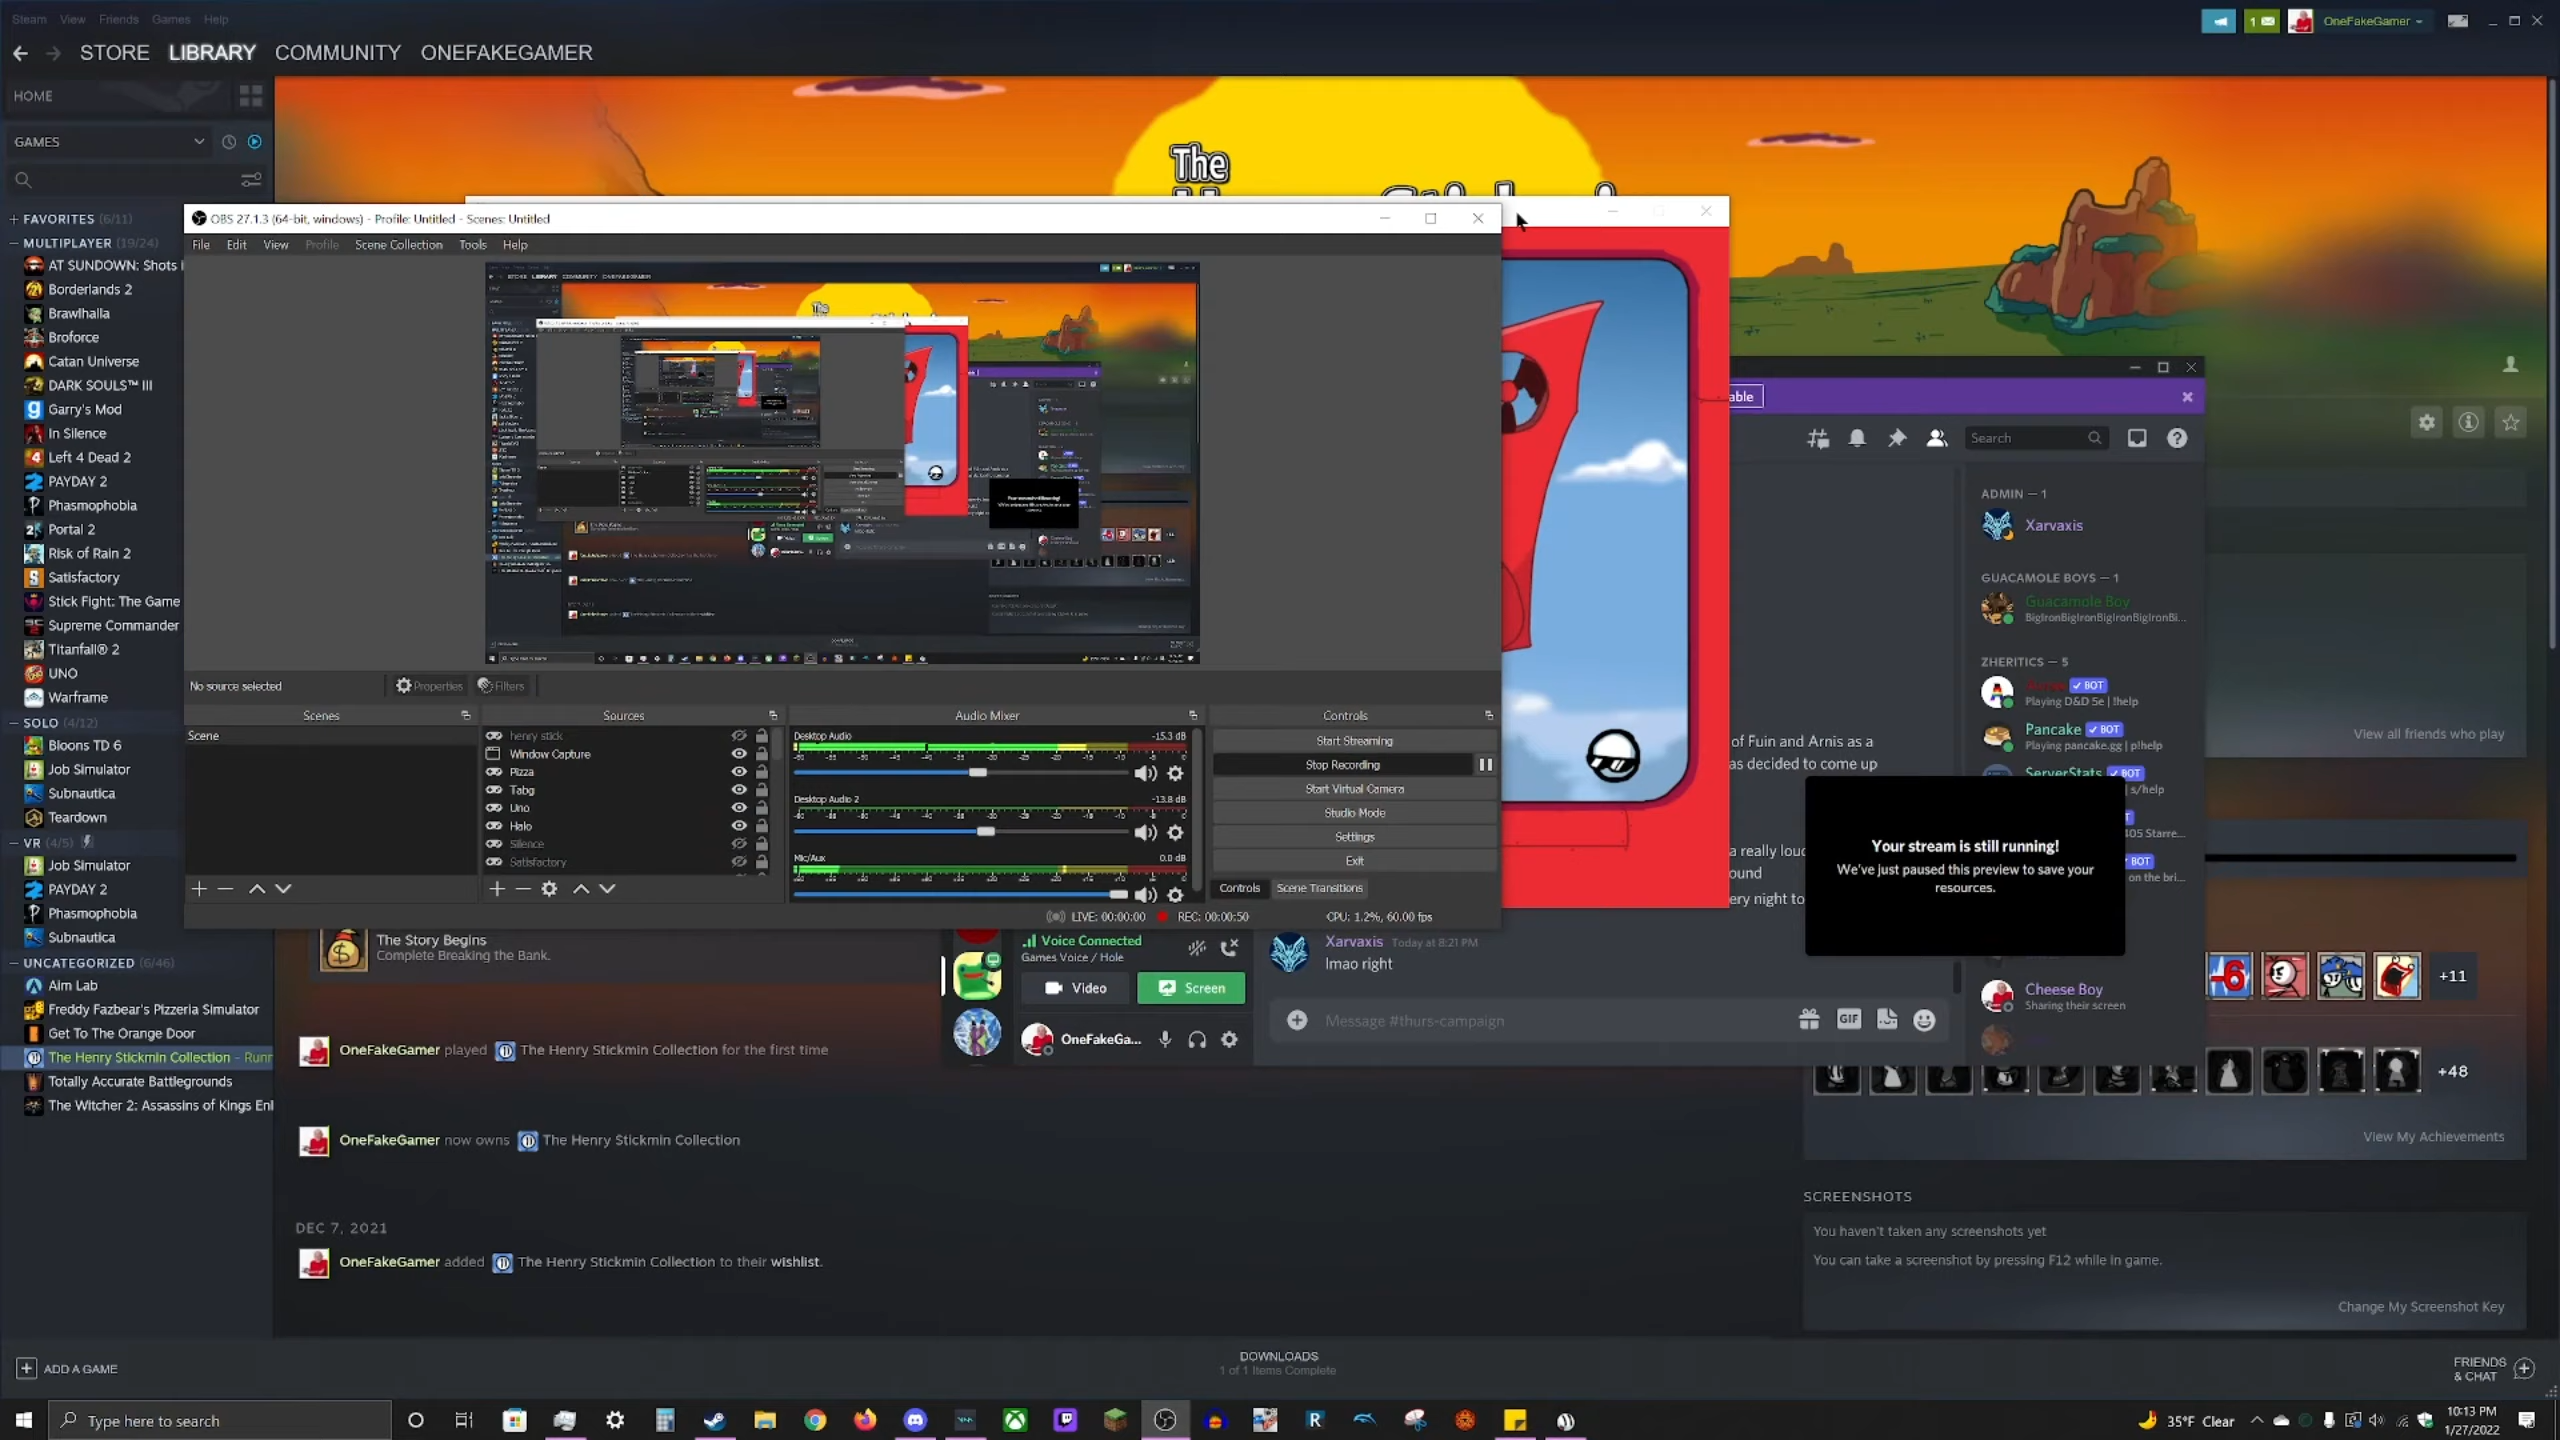 Steam View Friends Games Help
1
OneFakeGamer
STORE LIBRARY COMMUNITY ONEFAKEGAMER
HOME
GAMES
FAVORITES (6/11)
MULTIPLAYER (19/24)
AT SUNDOWN: Shots i
Borderlands 2
Brawlhalla
Broforce
Catan Universe
DARK SOULS™ III
Garry's Mod
In Silence
Left 4 Dead 2
PAYDAY 2
Phasmophobia
Portal 2
Risk of Rain 2
Satisfactory
Stick Fight: The Game
Supreme Commander
Titanfall® 2
UNO
Warframe
SOLO (4/12)
Bloons TD 6
Job Simulator
Subnautica
Teardown
VR (4/5)
Job Simulator
PAYDAY 2
Phasmophobia
Subnautica
UNCATEGORIZED (6/46)
Aim Lab
Freddy Fazbear's Pizzeria Simulator
Get To The Orange Door
The Henry Stickmin Collection - Runn
Totally Accurate Battlegrounds
The Witcher 2: Assassins of Kings Enl
The
OBS 27.1.3 (64-bit, windows) - Profile: Untitled - Scenes: Untitled
File Edit View Profile Scene Collection Tools Help
No source selected
Properties
Filters
Scenes
Scene
Sources
henry stick
Window Capture
Pizza
Tabg
Uno
Halo
Silence
Satisfactory
Audio Mixer
Desktop Audio -15.3 dB
Desktop Audio 2 -13.8 dB
Mic/Aux 0.0 dB
Controls
Start Streaming
Stop Recording
Start Virtual Camera
Studio Mode
Settings
Exit
Controls Scene Transitions
LIVE: 00:00:00 REC: 00:00:50 CPU: 1.2%, 60.00 fps
able
Search
ADMIN — 1
Xarvaxis
GUACAMOLE BOYS — 1
Guacamole Boy
BigIronBigIronBigIronBigIronBi...
ZHERITICS — 5
BOT
Playing D&D 5e | !help
Pancake BOT
Playing pancake.gg | p!help
ServerStats BOT
s/help
405 Starre...
BOT
on the bri...
of Fuin and Arnis as a
as decided to come up
a really loud
ound
ery night to
Your stream is still running!
We've just paused this preview to save your
resources.
Cheese Boy
Sharing their screen
Voice Connected
Games Voice / Hole
Video
Screen
OneFakeGa...
Xarvaxis Today at 8:21 PM
lmao right
Message #thurs-campaign
GIF
View all friends who play
-6
+11
+48
View My Achievements
The Story Begins
Complete Breaking the Bank.
OneFakeGamer played The Henry Stickmin Collection for the first time
OneFakeGamer now owns The Henry Stickmin Collection
DEC 7, 2021
OneFakeGamer added The Henry Stickmin Collection to their wishlist.
SCREENSHOTS
You haven't taken any screenshots yet
You can take a screenshot by pressing F12 while in game.
Change My Screenshot Key
ADD A GAME
DOWNLOADS
1 of 1 Items Complete
FRIENDS
& CHAT
Type here to search
35°F Clear
10:13 PM
1/27/2022